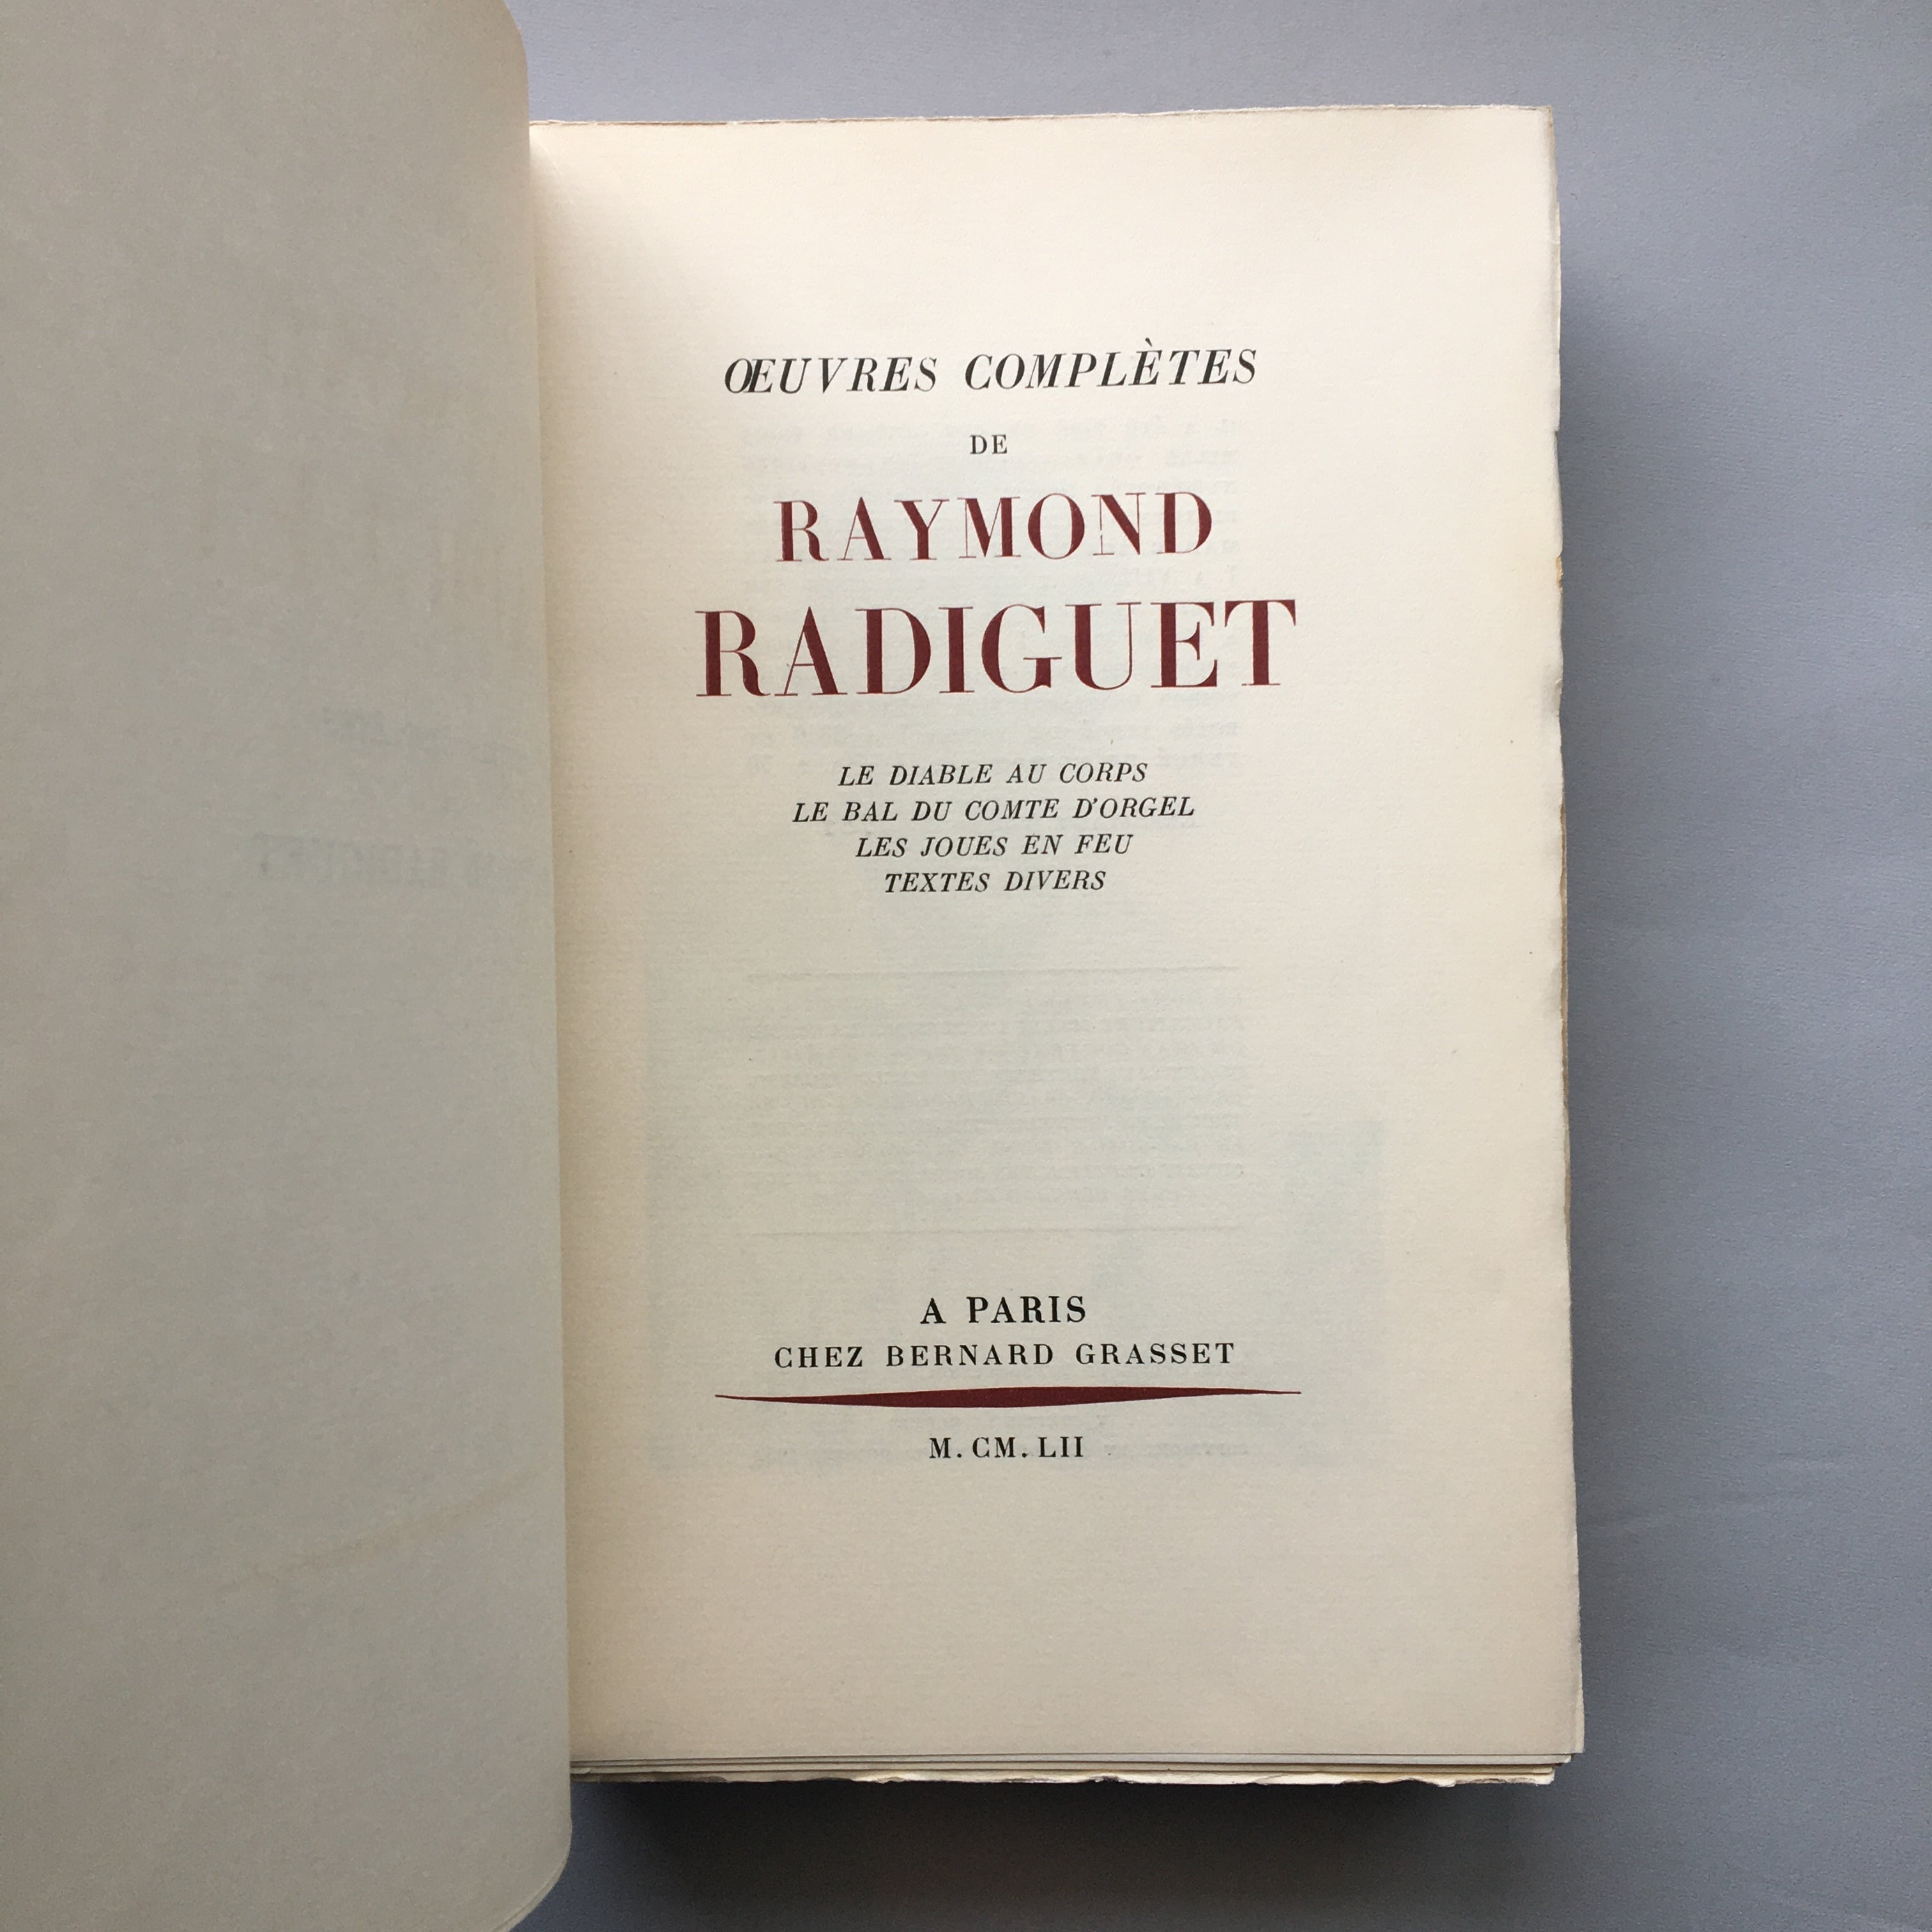 ŒUVRES COMPLÈTES
DE
RAYMOND
RADIGUET
LE DIABLE AU CORPS
LE BAL DU COMTE D'ORGEL
LES JOUES EN FEU
TEXTES DIVERS
A PARIS
CHEZ BERNARD GRASSET
M. CM. LII